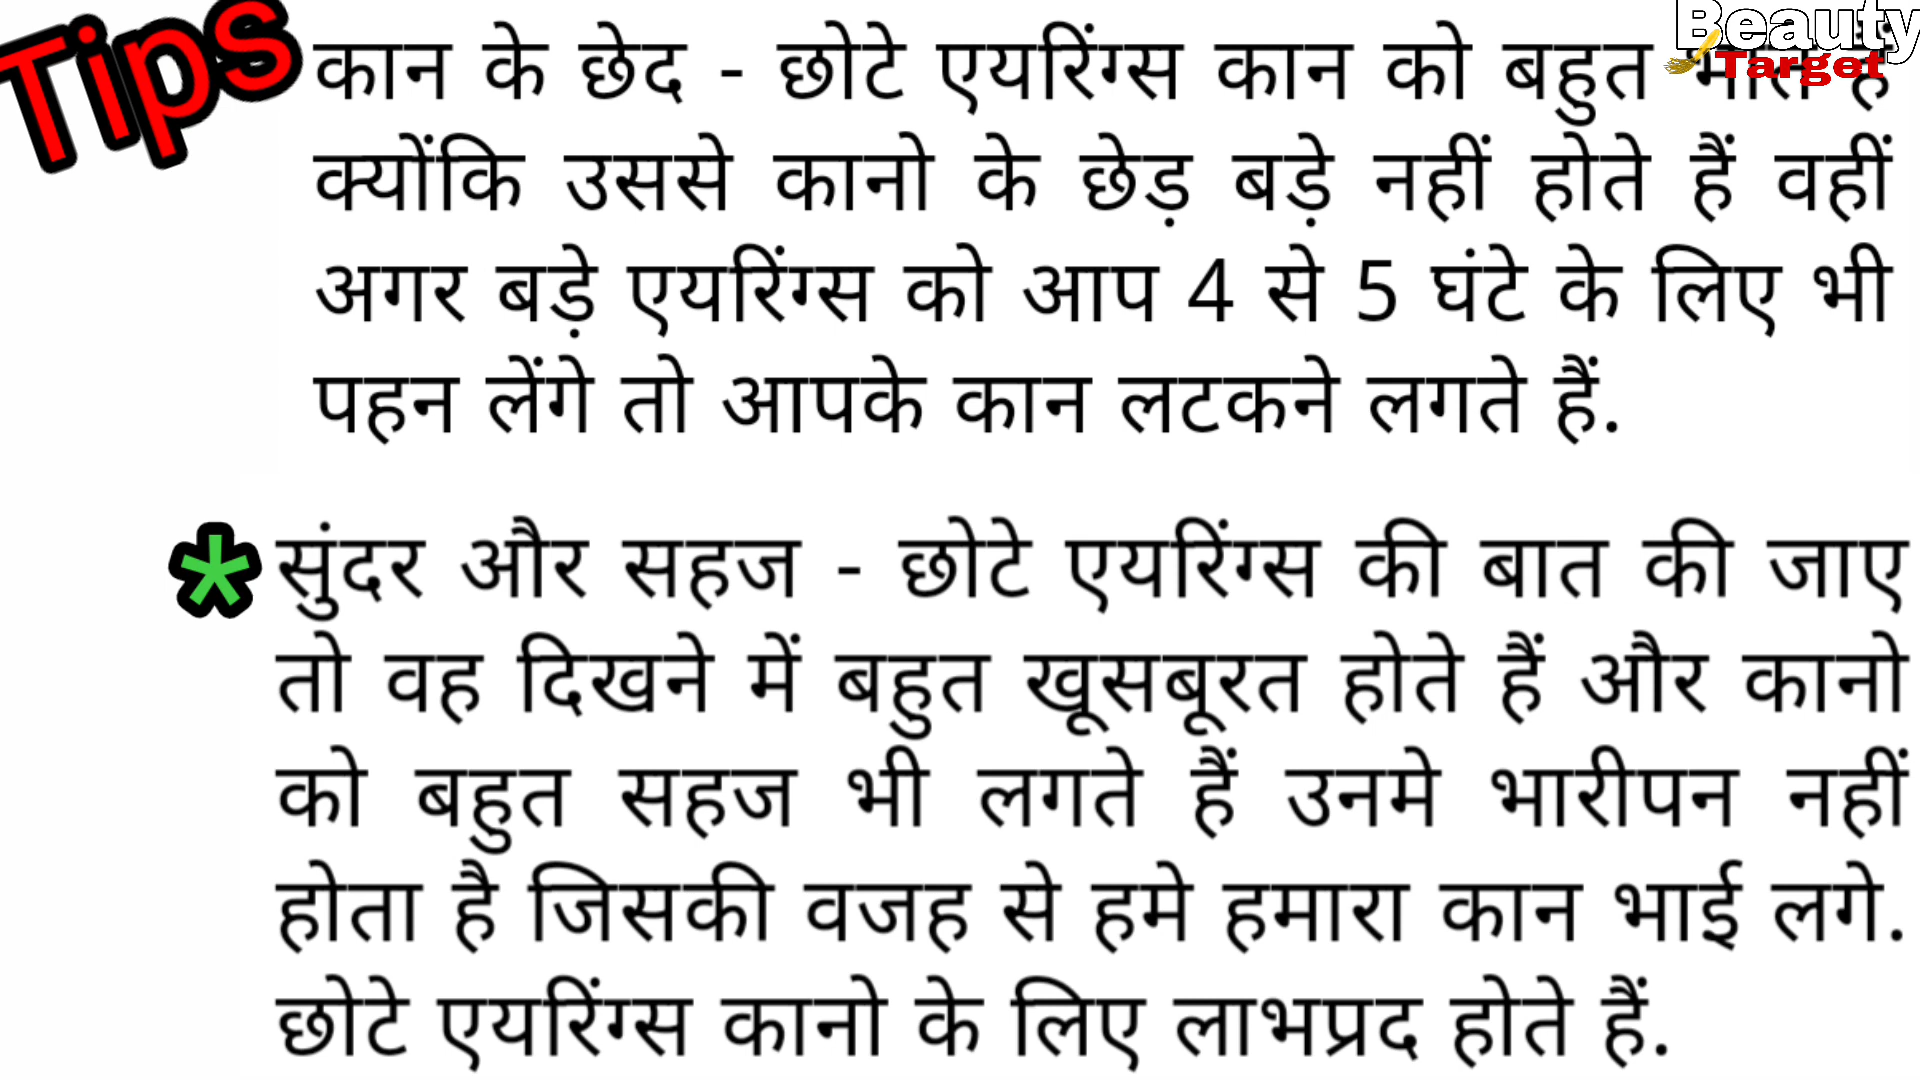 Tips
Beauty
Target
कान के छेद - छोटे एयरिंग्स कान को बहुत
क्योंकि उससे कानो के छेड़ बड़े नहीं होते हैं वहीं
अगर बड़े एयरिंग्स को आप 4 से 5 घंटे के लिए भी
पहन लेंगे तो आपके कान लटकने लगते हैं.
* सुंदर और सहज - छोटे एयरिंग्स की बात की जाए
तो वह दिखने में बहुत खूसबूरत होते हैं और कानो
को बहुत सहज भी लगते हैं उनमे भारीपन नहीं
होता है जिसकी वजह से हमे हमारा कान भाई लगे.
छोटे एयरिंग्स कानो के लिए लाभप्रद होते हैं.